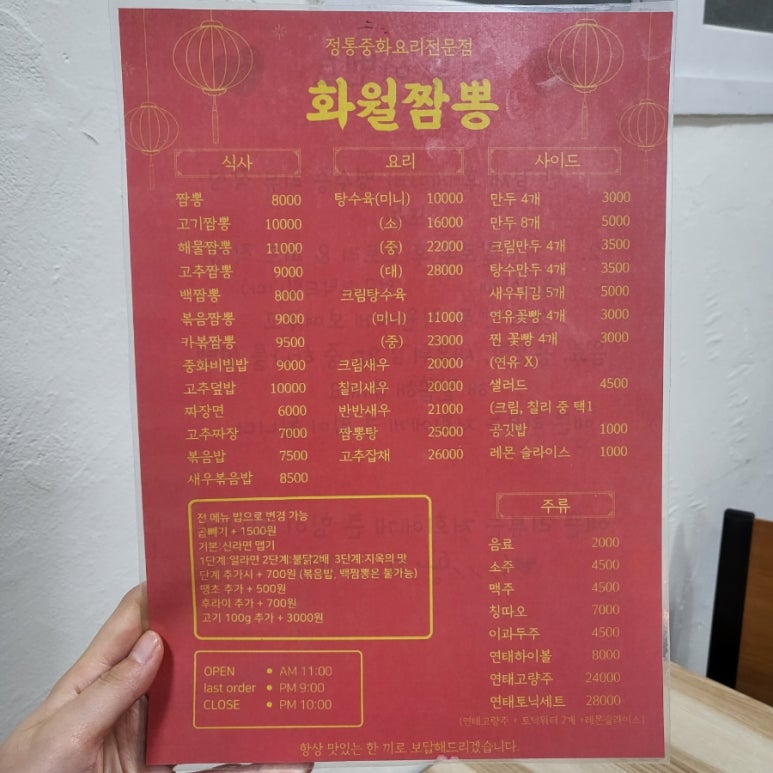 정통중화요리전문점
화월짬뽕
식사
짬뽕 8000
고기짬뽕 10000
해물짬뽕 11000
고추짬뽕 9000
백짬뽕 8000
볶음짬뽕 9000
카볶짬뽕 9500
중화비빔밥 9000
고추덮밥 10000
짜장면 6000
고추짜장 7000
볶음밥 7500
새우볶음밥 8500
요리
탕수육(미니) 10000
(소) 16000
(중) 22000
(대) 28000
크림탕수육
(미니) 11000
(중) 23000
크림새우 20000
칠리새우 20000
반반새우 21000
짬뽕탕 25000
고추잡채 26000
사이드
만두 4개 3000
만두 8개 5000
크림만두 4개 3500
탕수만두 4개 3500
새우튀김 5개 5000
연유꽃빵 4개 3000
찐 꽃빵 4개 3000
(연유 X)
샐러드 4500
(크림, 칠리 중 택1
공깃밥 1000
레몬 슬라이스 1000
전 메뉴 밥으로 변경 가능
곱빼기 + 1500원
기본:신라면 맵기
1단계:열라면 2단계:불닭2배 3단계:지옥의 맛
단계 추가시 + 700원 (볶음밥, 백짬뽕은 불가능)
땡초 추가 + 500원
후라이 추가 + 700원
고기 100g 추가 + 3000원
OPEN • AM 11:00
last order • PM 9:00
CLOSE • PM 10:00
주류
음료 2000
소주 4500
맥주 4500
칭따오 7000
이과두주 4500
연태하이볼 8000
연태고량주 24000
연태토닉세트 28000
(연태고량주 + 토닉워터 2개 +레몬슬라이스)
항상 맛있는 한 끼로 보답해드리겠습니다.